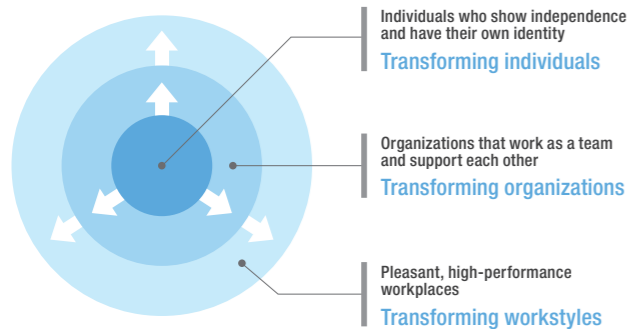 Individuals who show independence
and have their own identity
Transforming individuals
Organizations that work as a team
and support each other
Transforming organizations
Pleasant, high-performance
workplaces
Transforming workstyles